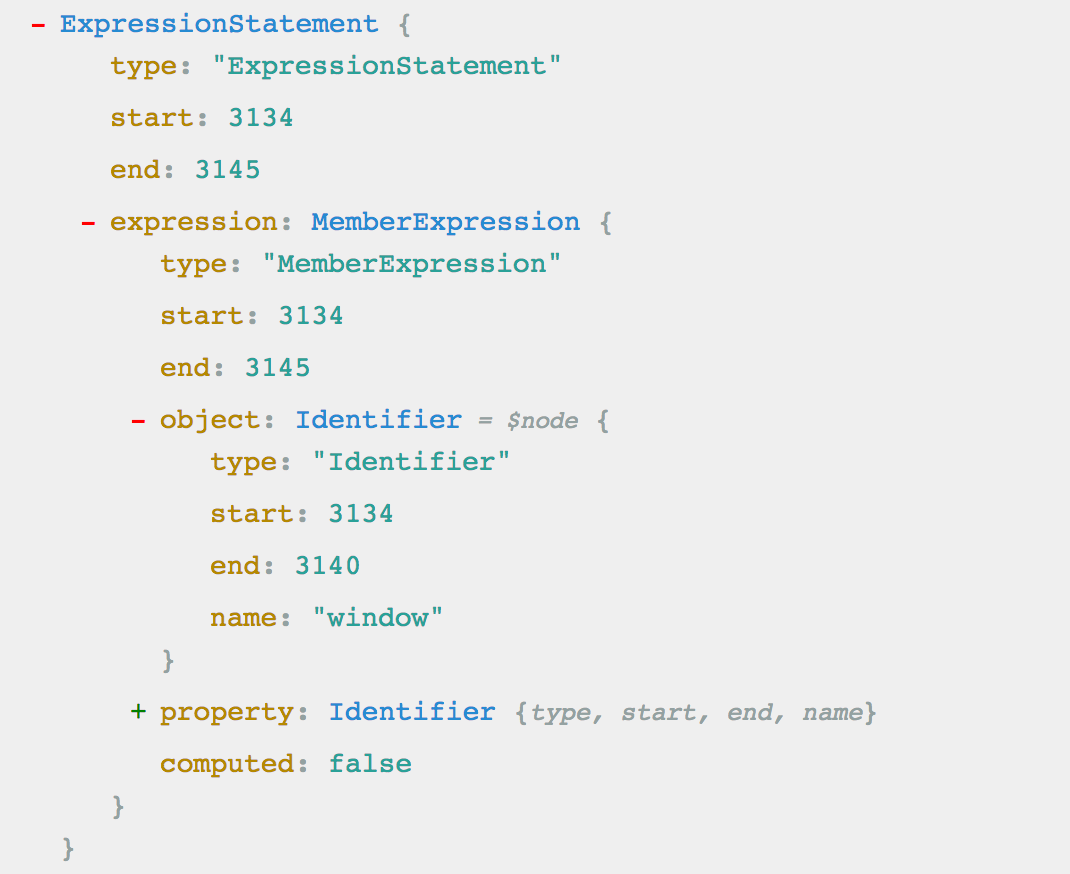 - ExpressionStatement {
type: "ExpressionStatement"
start: 3134
end: 3145
- expression: MemberExpression {
type: "MemberExpression"
start: 3134
end: 3145
- object: Identifier = $node {
type: "Identifier"
start: 3134
end: 3140
name: "window"
}
+ property: Identifier {type, start, end, name}
computed: false
}
}